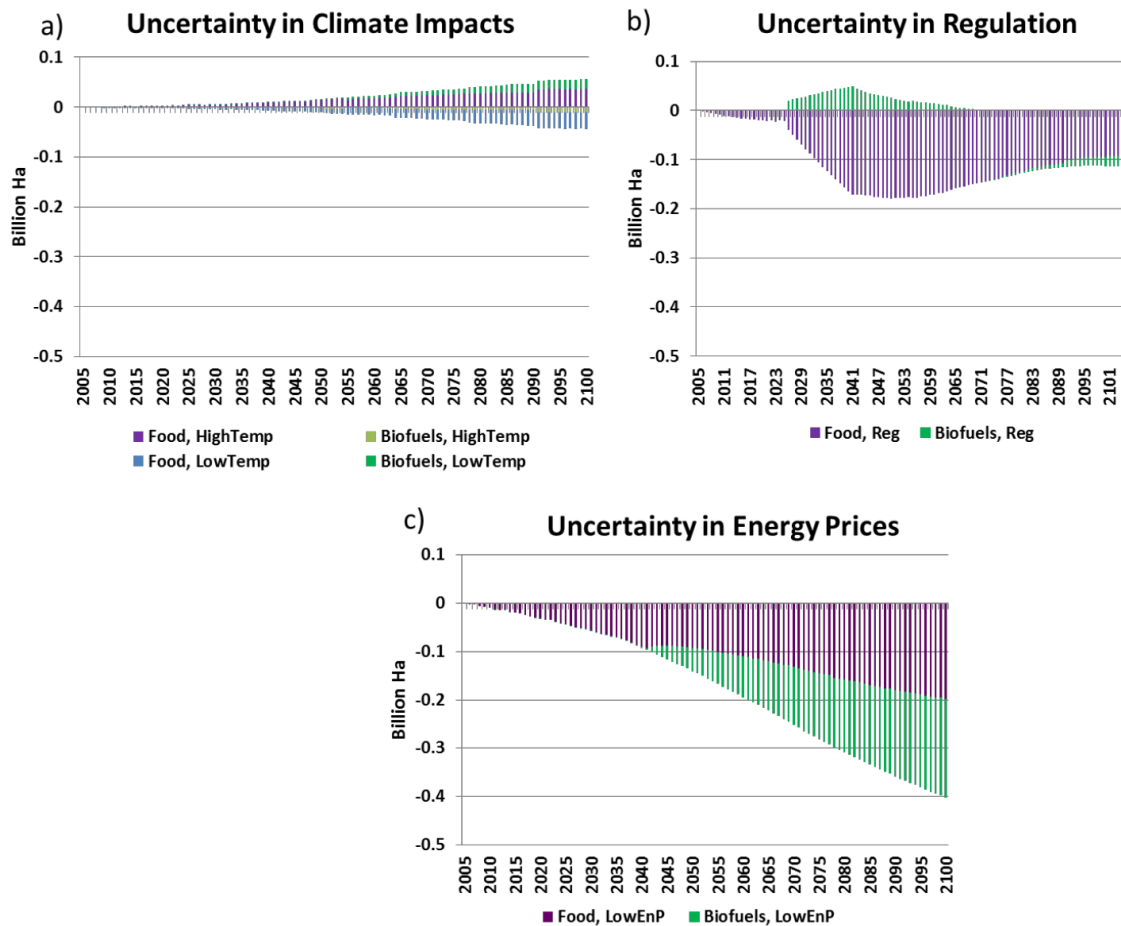 a)
Uncertainty in Climate Impacts
0.1
0
-0.1
-0.2
-0.3
-0.4
-0.5
Billion Ha
2005 2010 2015 2020 2025 2030 2035 2040 2045 2050 2055 2060 2065 2070 2075 2080 2085 2090 2095 2100
Food, HighTemp Biofuels, HighTemp
Food, LowTemp Biofuels, LowTemp
b)
Uncertainty in Regulation
0.1
0
-0.1
-0.2
-0.3
-0.4
-0.5
Billion Ha
2005 2011 2017 2023 2029 2035 2041 2047 2053 2059 2065 2071 2077 2083 2089 2095 2101
Food, Reg Biofuels, Reg
c)
Uncertainty in Energy Prices
0.1
0
-0.1
-0.2
-0.3
-0.4
-0.5
Billion Ha
2005 2010 2015 2020 2025 2030 2035 2040 2045 2050 2055 2060 2065 2070 2075 2080 2085 2090 2095 2100
Food, LowEnP Biofuels, LowEnP